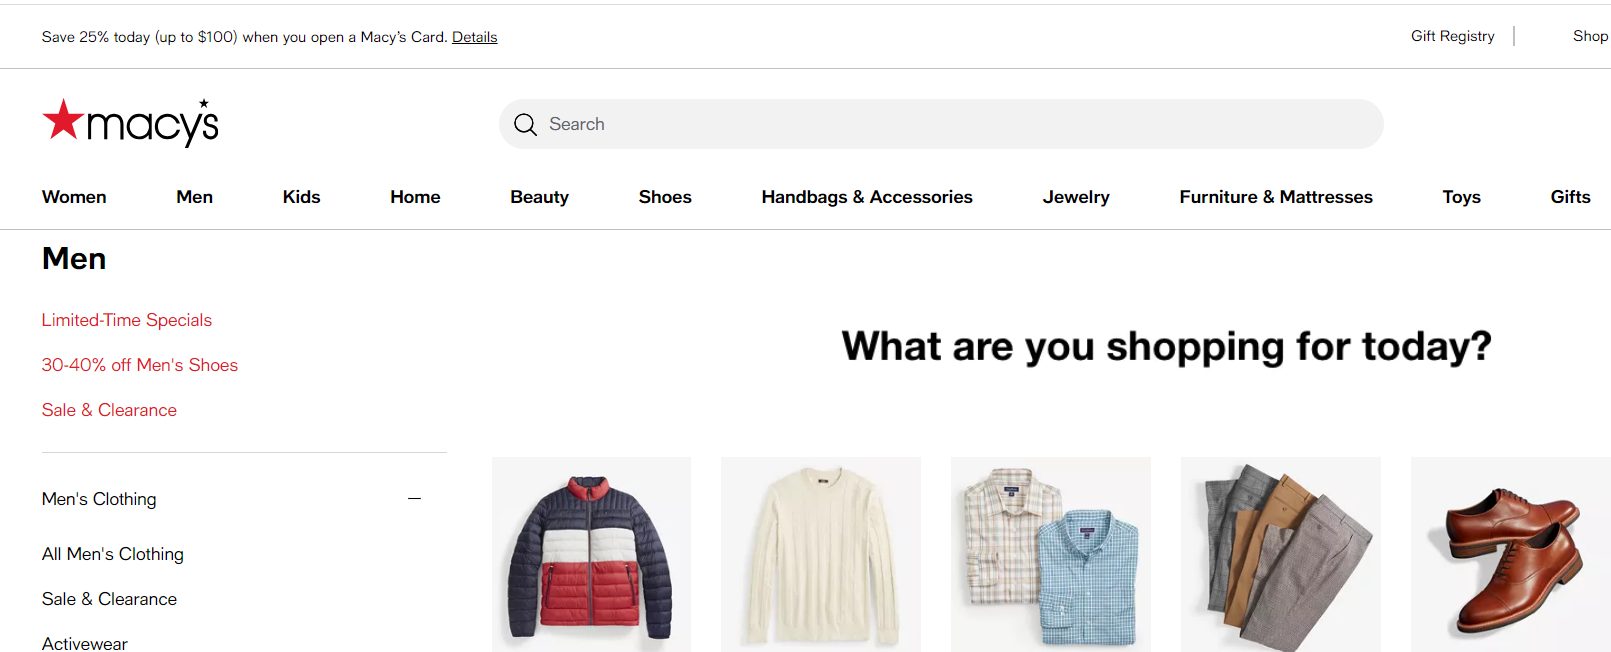 Save 25% today (up to $100) when you open a Macy's Card. Details
Gift Registry
Shop
macy's
Search
Women
Men
Kids
Home
Beauty
Shoes
Handbags & Accessories
Jewelry
Furniture & Mattresses
Toys
Gifts
Men
Limited-Time Specials
30-40% off Men's Shoes
Sale & Clearance
What are you shopping for today?
Men's Clothing
All Men's Clothing
Sale & Clearance
Activewear